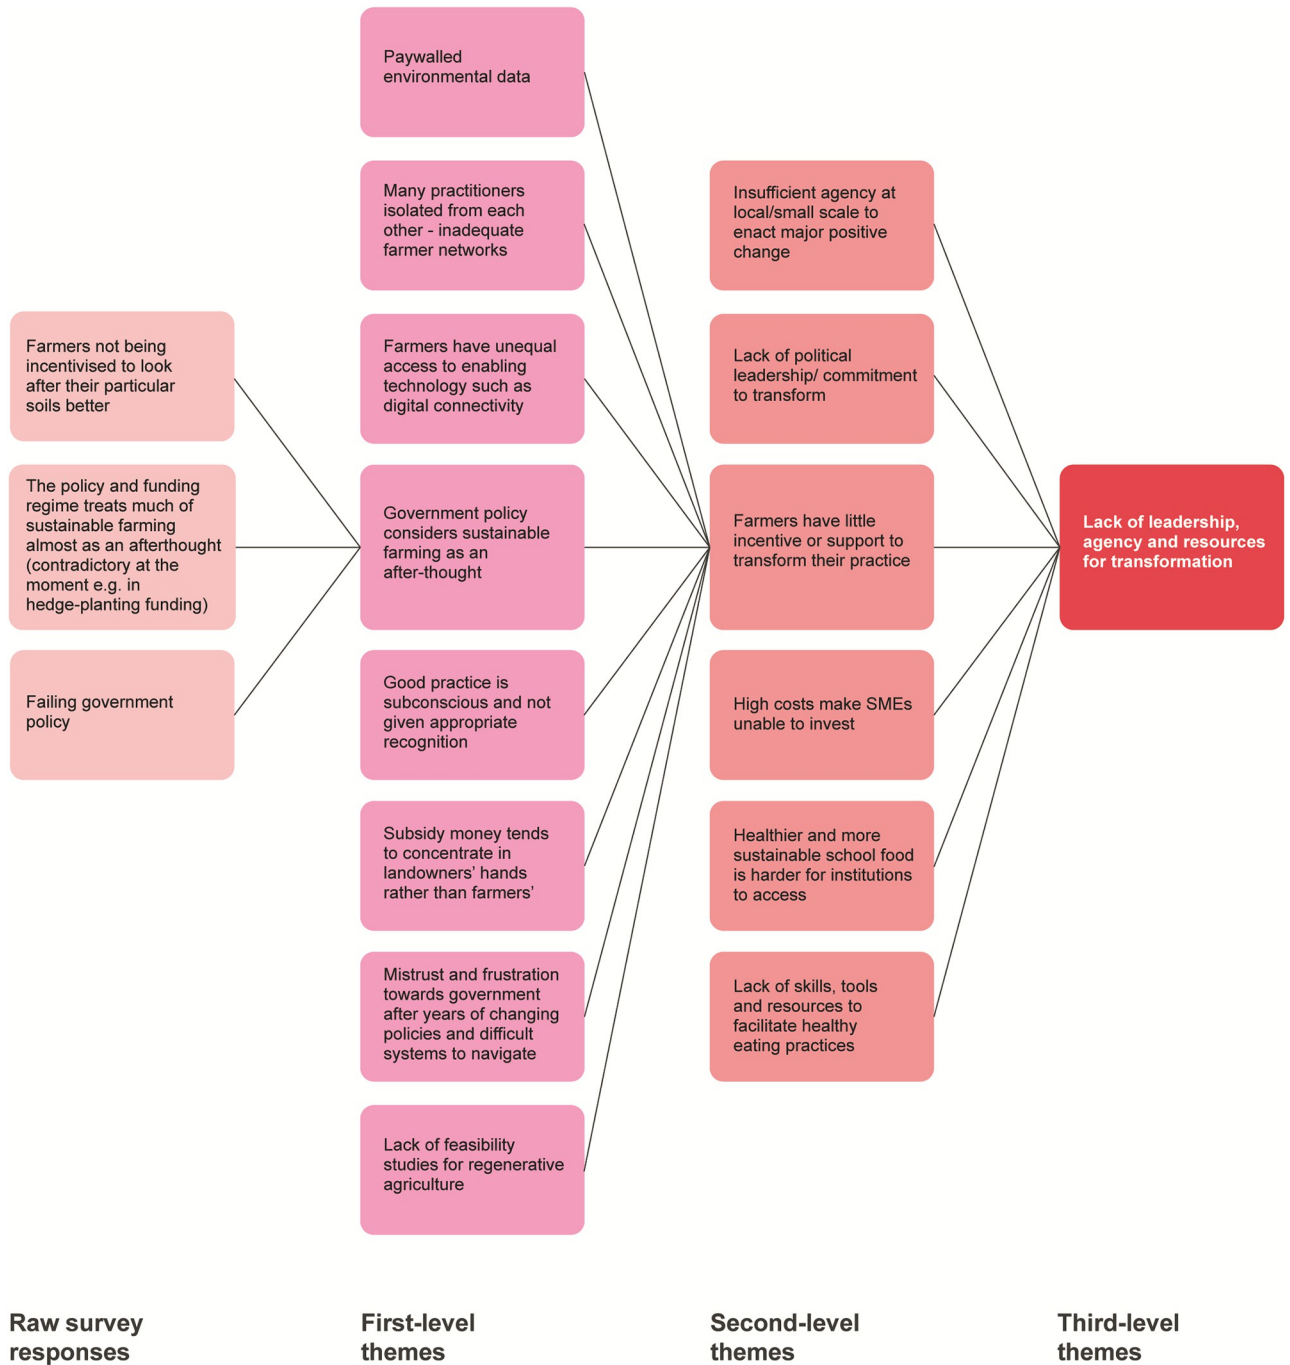 Farmers not being
incentivised to look
after their particular
soils better
The policy and funding
regime treats much of
sustainable farming
almost as an afterthought
(contradictory at the
moment e.g. in
hedge-planting funding)
Failing government
policy
Paywalled
environmental data
Many practitioners
isolated from each
other - inadequate
farmer networks
Farmers have unequal
access to enabling
technology such as
digital connectivity
Government policy
considers sustainable
farming as an
after-thought
Good practice is
subconscious and not
given appropriate
recognition
Subsidy money tends
to concentrate in
landowners’ hands
rather than farmers’
Mistrust and frustration
towards government
after years of changing
policies and difficult
systems to navigate
Lack of feasibility
studies for regenerative
agriculture
Insufficient agency at
local/small scale to
enact major positive
change
Lack of political
leadership/ commitment
to transform
Farmers have little
incentive or support to
transform their practice
High costs make SMEs
unable to invest
Healthier and more
sustainable school food
is harder for institutions
to access
Lack of skills, tools
and resources to
facilitate healthy
eating practices
Lack of leadership,
agency and resources
for transformation
Raw survey
responses
First-level
themes
Second-level
themes
Third-level
themes